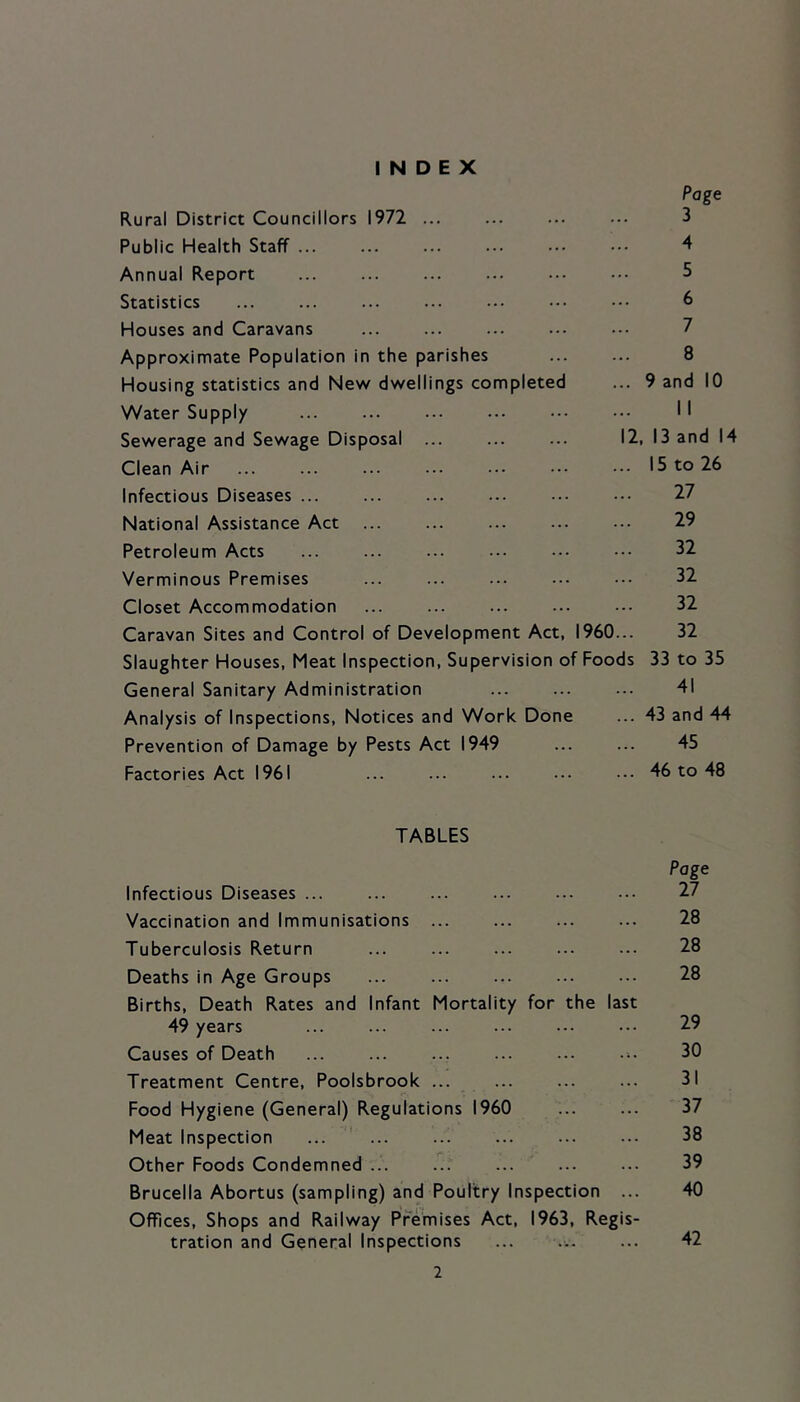 INDEX
Page
Rural District Councillors 1972 ... ... ... ... 3
Public Health Staff ... ... ... ... ... ... 4
Annual Report ... ... ... ... ... ... 5
Statistics ... ... ... ... ... ... ... 6
Houses and Caravans ... ... ... ... ... 7
Approximate Population in the parishes ... ... 8
Housing statistics and New dwellings completed ... 9 and 10
Water Supply ... ... ... ... ... ... 11
Sewerage and Sewage Disposal ... ... ... 12, 13 and 14
Clean Air ... ... ... ... ... ... ... 15 to 26
Infectious Diseases ... ... ... ... ... ... 27
National Assistance Act ... ... ... ... ... 29
Petroleum Acts ... ... ... ... ... ... 32
Verminous Premises ... ... ... ... ... 32
Closet Accommodation ... ... ... ... ... 32
Caravan Sites and Control of Development Act, 1960... 32
Slaughter Houses, Meat Inspection, Supervision of Foods 33 to 35
General Sanitary Administration ... ... ... 41
Analysis of Inspections, Notices and Work Done ... 43 and 44
Prevention of Damage by Pests Act 1949 ... ... 45
Factories Act 1961 ... ... ... ... ... 46 to 48
TABLES
Page
Infectious Diseases ... ... ... ... ... ... 27
Vaccination and Immunisations ... ... ... ... 28
Tuberculosis Return ... ... ... ... ... 28
Deaths in Age Groups ... ... ... ... ... 28
Births, Death Rates and Infant Mortality for the last
49 years ... ... ... ... ... ... 29
Causes of Death ... ... ... ... ... ... 30
Treatment Centre, Poolsbrook ... ... ... ... 31
Food Hygiene (General) Regulations 1960 ... ... 37
Meat Inspection ... ... ... ... ... ... 38
Other Foods Condemned ... ... ... ... ... 39
Brucella Abortus (sampling) and Poultry Inspection ... 40
Offices, Shops and Railway Premises Act, 1963, Regis-
tration and General Inspections ... ... ... 42
2